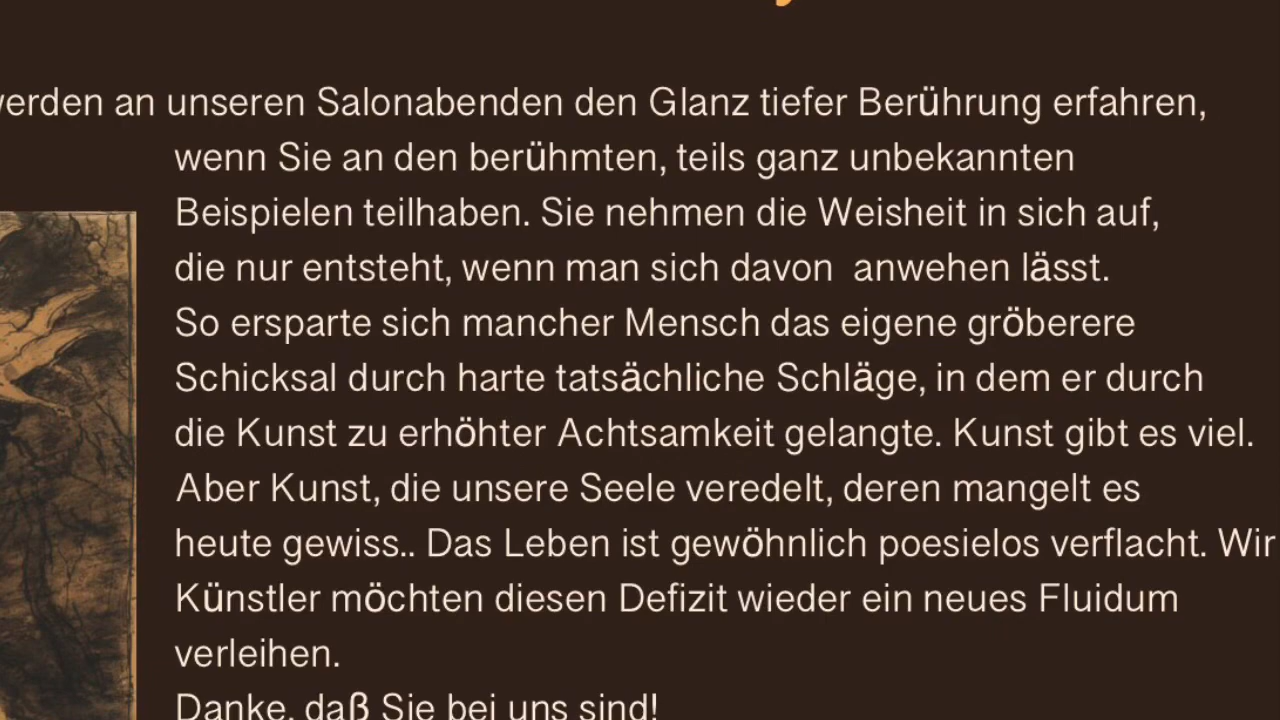 werden an unseren Salonabenden den Glanz tiefer Berührung erfahren,
wenn Sie an den berühmten, teils ganz unbekannten
Beispielen teilhaben. Sie nehmen die Weisheit in sich auf,
die nur entsteht, wenn man sich davon  anwehen lässt.
So ersparte sich mancher Mensch das eigene gröberere
Schicksal durch harte tatsächliche Schläge, in dem er durch
die Kunst zu erhöhter Achtsamkeit gelangte. Kunst gibt es viel.
Aber Kunst, die unsere Seele veredelt, deren mangelt es
heute gewiss.. Das Leben ist gewöhnlich poesielos verflacht. Wir
Künstler möchten diesen Defizit wieder ein neues Fluidum
verleihen.
Danke, daß Sie bei uns sind!